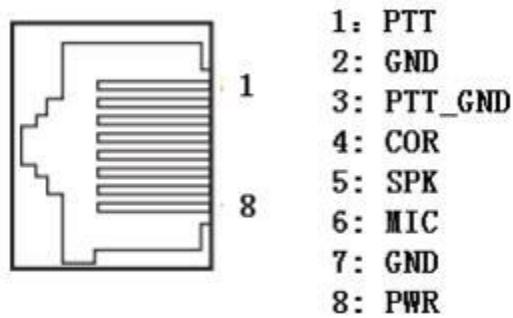 1
8
1: PTT
2: GND
3: PTT_GND
4: COR
5: SPK
6: MIC
7: GND
8: PWR